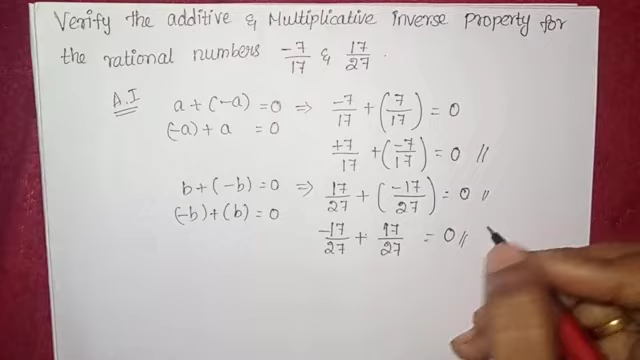 Verify the additive & Multiplicative inverse property for
the rational numbers -7/17 & 17/27.
A.I
a + (-a) = 0 ⇒ -7/17 + (7/17) = 0
(-a) + a = 0
+7/17 + (-7/17) = 0 //
b + (-b) = 0 ⇒ 17/27 + (-17/27) = 0 //
(-b) + (b) = 0
-17/27 + 17/27 = 0 //